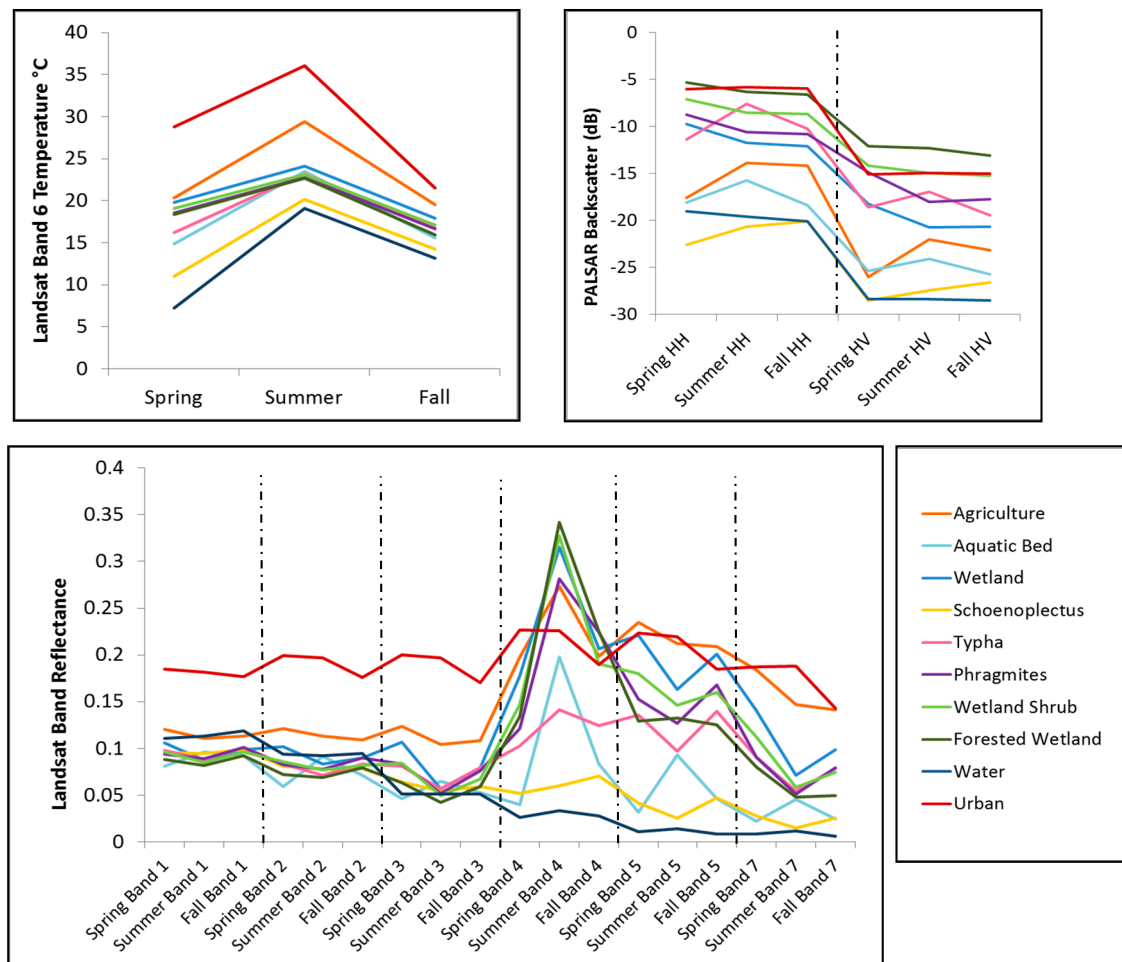 Landsat Band 6 Temperature °C
40
35
30
25
20
15
10
5
0
Spring
Summer
Fall
PALSAR Backscatter (dB)
0
-5
-10
-15
-20
-25
-30
Spring HH
Summer HH
Fall HH
Spring HV
Summer HV
Fall HV
Landsat Band Reflectance
0.4
0.35
0.3
0.25
0.2
0.15
0.1
0.05
0
Spring Band 1
Summer Band 1
Fall Band 1
Spring Band 2
Summer Band 2
Fall Band 2
Spring Band 3
Summer Band 3
Fall Band 3
Spring Band 4
Summer Band 4
Fall Band 4
Spring Band 5
Summer Band 5
Fall Band 5
Spring Band 7
Summer Band 7
Fall Band 7
Agriculture
Aquatic Bed
Wetland
Schoenoplectus
Typha
Phragmites
Wetland Shrub
Forested Wetland
Water
Urban